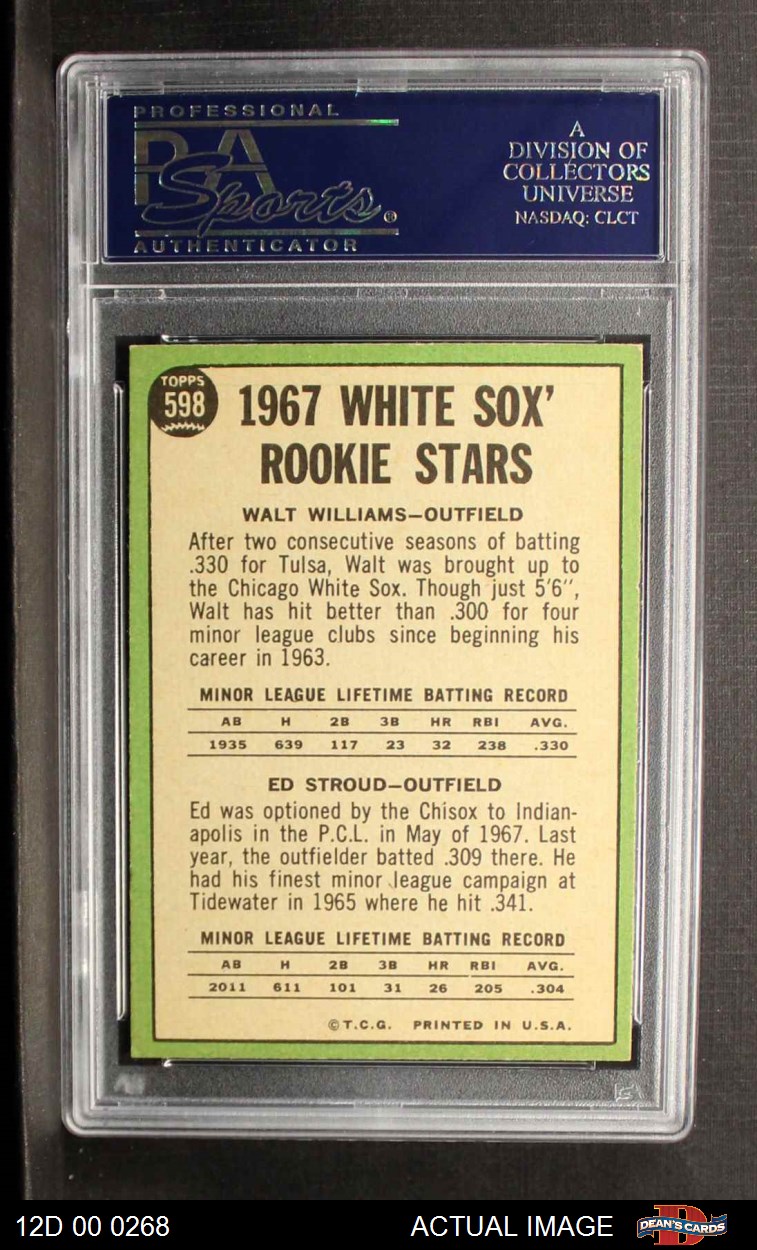 PROFESSIONAL
PSA
Sports®
AUTHENTICATOR
A
DIVISION OF
COLLECTORS
UNIVERSE
NASDAQ: CLCT
TOPPS
598
1967 WHITE SOX'
ROOKIE STARS
WALT WILLIAMS—OUTFIELD
After two consecutive seasons of batting
.330 for Tulsa, Walt was brought up to
the Chicago White Sox. Though just 5'6",
Walt has hit better than .300 for four
minor league clubs since beginning his
career in 1963.
MINOR LEAGUE LIFETIME BATTING RECORD
AB H 2B 3B HR RBI AVG.
1935 639 117 23 32 238 .330
ED STROUD—OUTFIELD
Ed was optioned by the Chisox to Indian-
apolis in the P.C.L. in May of 1967. Last
year, the outfielder batted .309 there. He
had his finest minor league campaign at
Tidewater in 1965 where he hit .341.
MINOR LEAGUE LIFETIME BATTING RECORD
AB H 2B 3B HR RBI AVG.
2011 611 101 31 26 205 .304
© T.C.G. PRINTED IN U.S.A.
12D 00 0268
ACTUAL IMAGE
DEAN'S CARDS